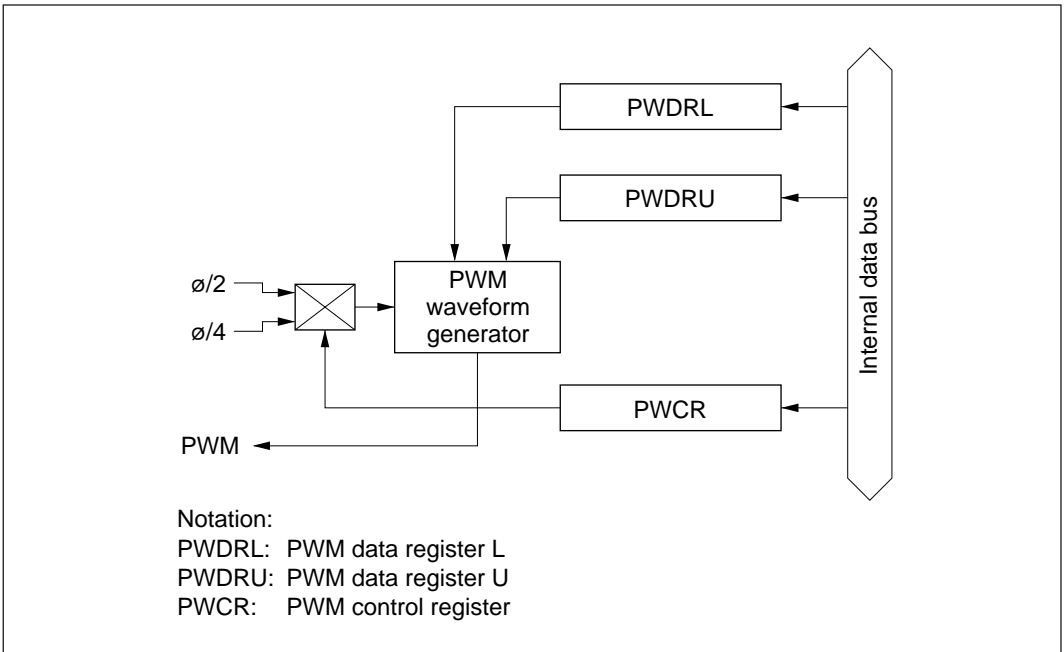 PWDRL
PWDRU
Internal data bus
ø/2
ø/4
PWM
waveform
generator
PWCR
PWM
Notation:
PWDRL: PWM data register L
PWDRU: PWM data register U
PWCR: PWM control register